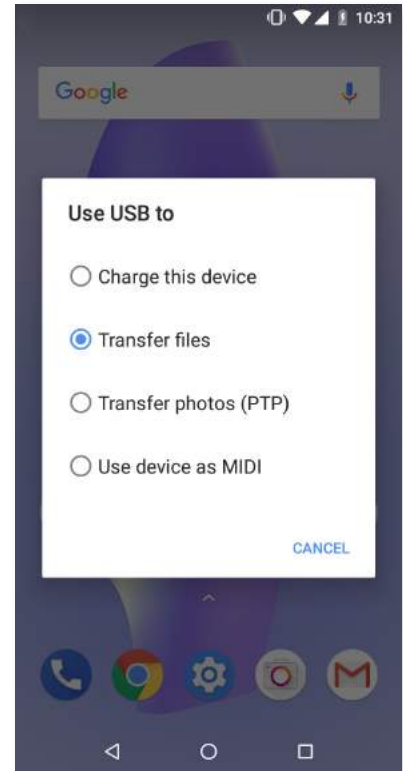 10:31
Google
Use USB to
Charge this device
Transfer files
Transfer photos (PTP)
Use device as MIDI
CANCEL